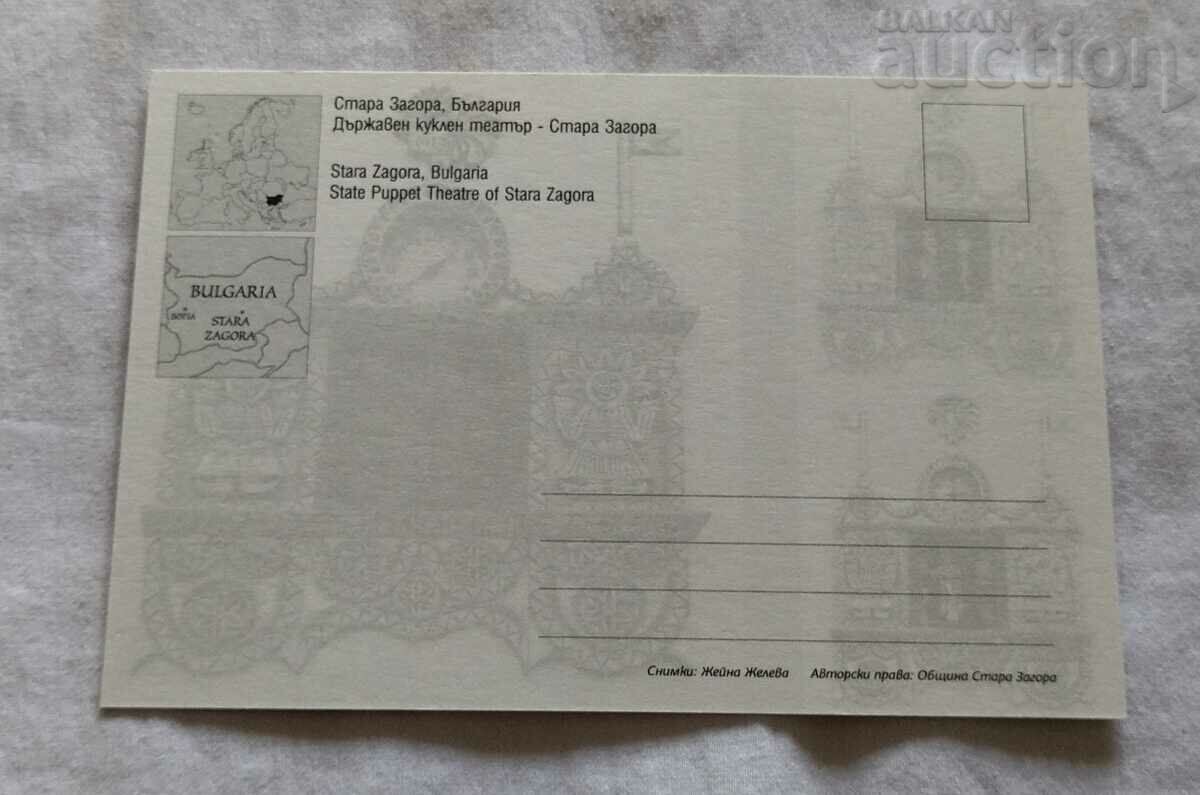 BALKAN
auction
Стара Загора, България
Държавен куклен театър - Стара Загора
Stara Zagora, Bulgaria
State Puppet Theatre of Stara Zagora
BULGARIA
SOFIA
STARA
ZAGORA
Снимки: Жейна Желева Авторски права: Община Стара Загора